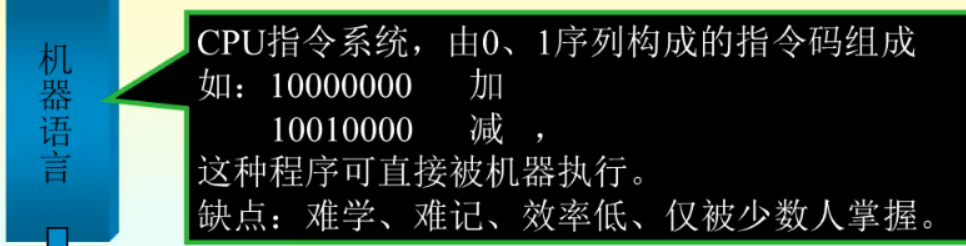 机器语言
CPU指令系统，由0、1序列构成的指令码组成
如：10000000 加
10010000 减 ，
这种程序可直接被机器执行。
缺点：难学、难记、效率低、仅被少数人掌握。